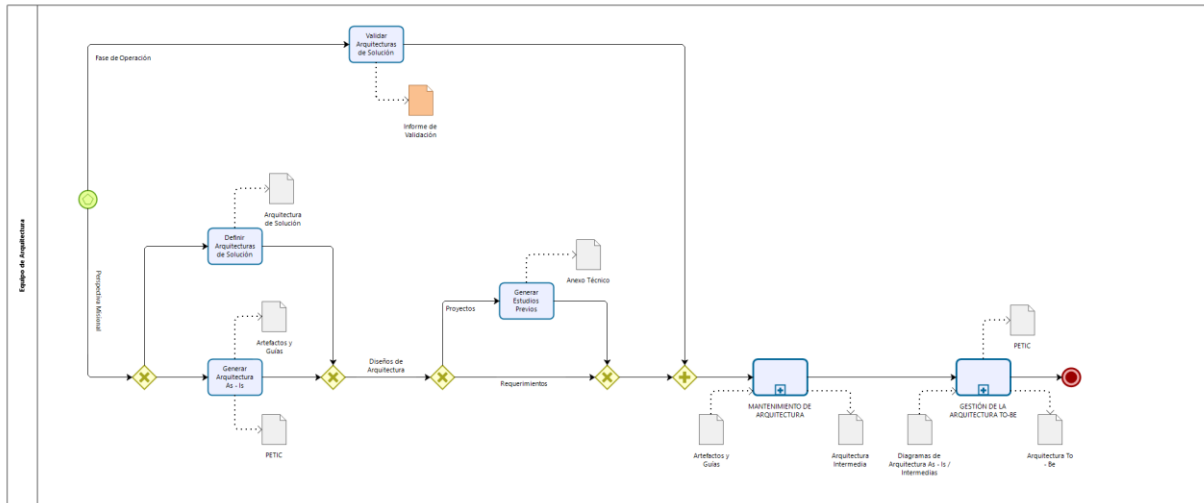 Equipo de Arquitectura
Fase de Operación
Validar
Arquitecturas
de Solución
Informe de
Validación
Arquitectura
de Solución
Definir
Arquitecturas
de Solución
Perspectiva Misional
Artefactos y
Guías
Generar
Arquitectura
As - Is
PETIC
Diseños de
Arquitectura
Proyectos
Generar
Estudios
Previos
Anexo Técnico
Requerimientos
MANTENIMIENTO DE
ARQUITECTURA
Artefactos y
Guías
Arquitectura
Intermedia
PETIC
GESTIÓN DE LA
ARQUITECTURA TO-BE
Diagramas de
Arquitectura As - Is /
Intermedias
Arquitectura To
- Be